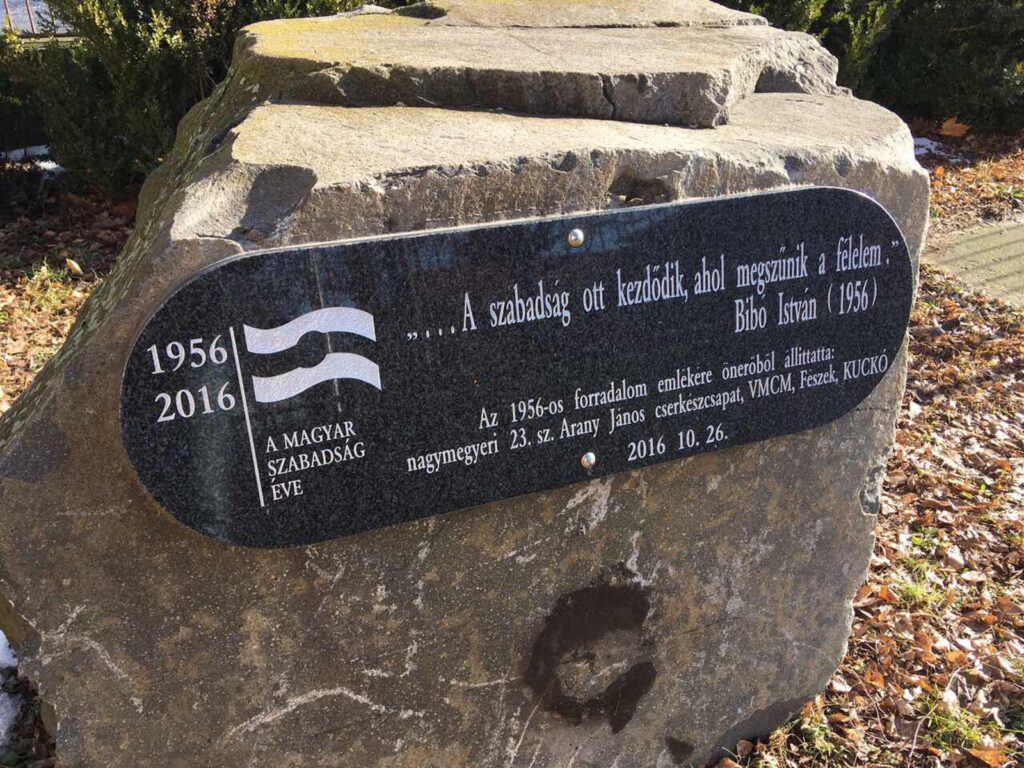 1956
2016
A MAGYAR
SZABADSÁG
ÉVE
„....A szabadság ott kezdődik, ahol megszűnik a félelem.”
Bibó István (1956)
Az 1956-os forradalom emlékére önerőből állíttatta:
nagymegyeri 23. sz. Arany János cserkészcsapat, VMCM, Fészek, KUCKÓ
2016 10. 26.